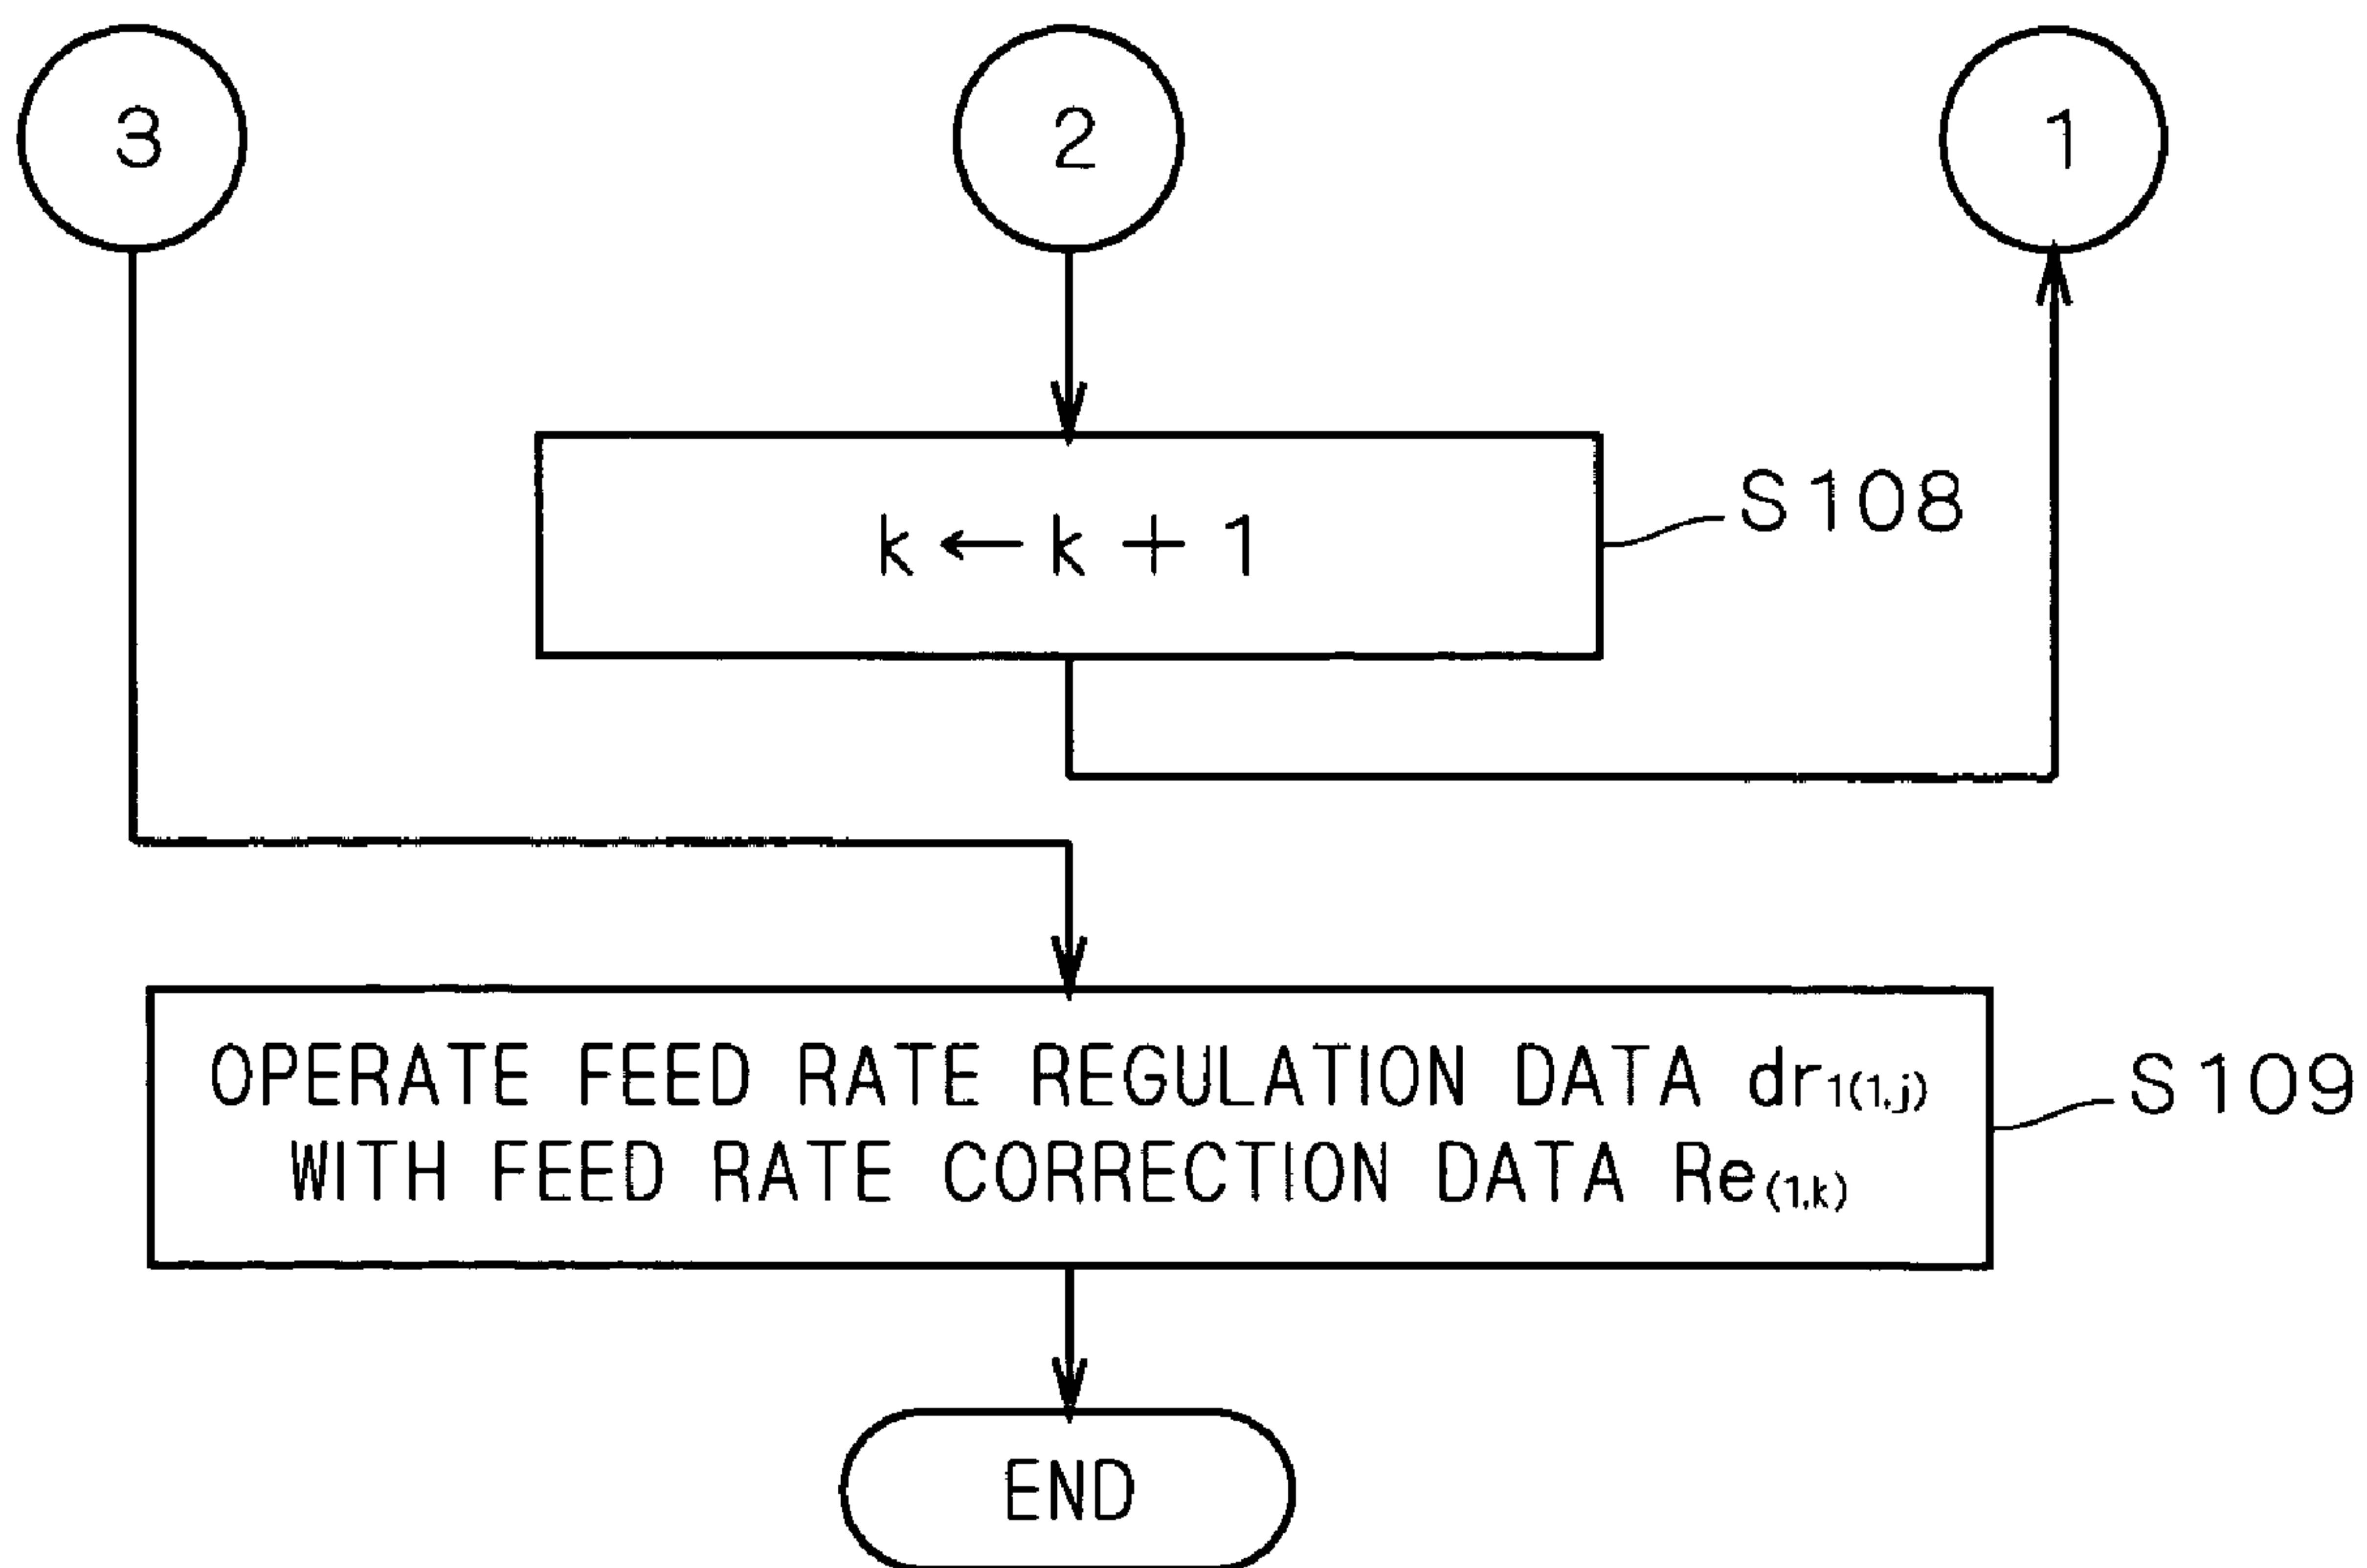 3 2 1
k ← k + 1 S108
OPERATE FEED RATE REGULATION DATA dr1(1,j)
WITH FEED RATE CORRECTION DATA Re(1,k)
S109
END